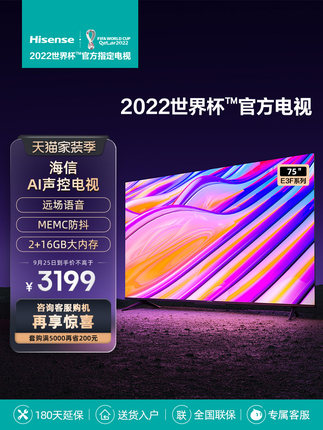 Hisense
FIFA WORLD CUP
Qatar2022
2022世界杯™官方指定电视
2022世界杯™官方电视
天猫家装季
海信
AI声控电视
远场语音
MEMC防抖
2+16GB大内存
9月25日到手价不高于
¥3199
咨询客服购机
再享惊喜
套购满5000再省200元
75"
E3F系列
180天延保
送货入户
联 全国联保
专属客服